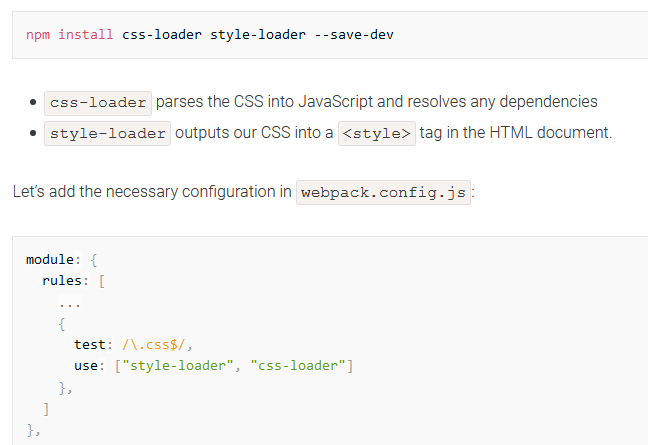 npm install css-loader style-loader --save-dev
css-loader parses the CSS into JavaScript and resolves any dependencies
style-loader outputs our CSS into a <style> tag in the HTML document.
Let’s add the necessary configuration in webpack.config.js:
module: {
rules: [
...
{
test: /\.css$/,
use: ["style-loader", "css-loader"]
},
]
},